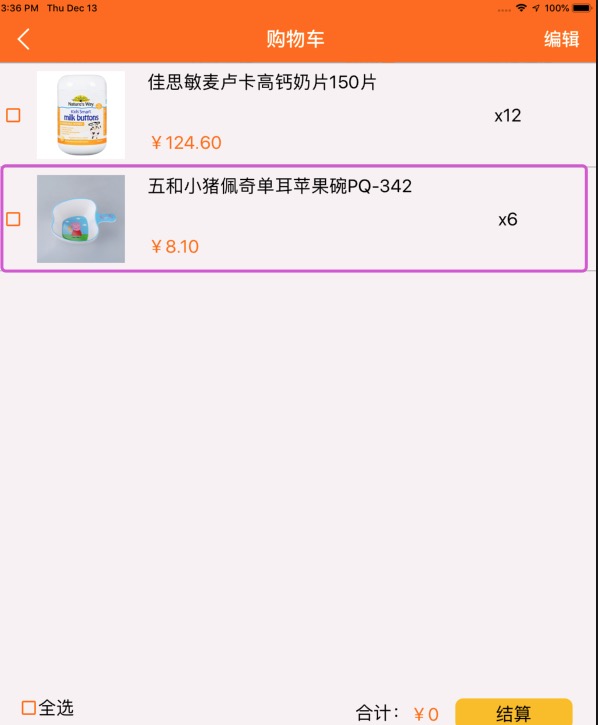 3:36 PM Thu Dec 13
100%
购物车
编辑
佳思敏麦卢卡高钙奶片150片
x12
￥124.60
Nature's Way
milk buttons
五和小猪佩奇单耳苹果碗PQ-342
x6
￥8.10
全选
合计：￥0
结算